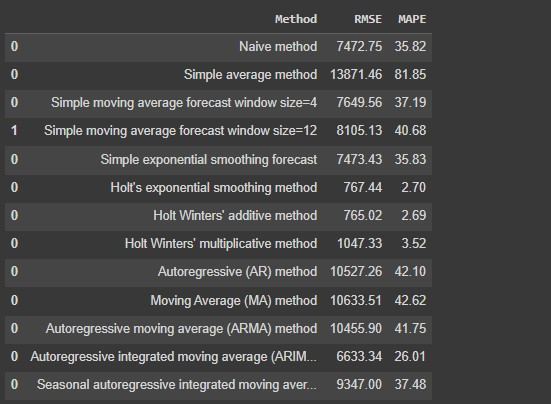 Method RMSE MAPE
0 Naive method 7472.75 35.82
0 Simple average method 13871.46 81.85
0 Simple moving average forecast window size=4 7649.56 37.19
1 Simple moving average forecast window size=12 8105.13 40.68
0 Simple exponential smoothing forecast 7473.43 35.83
0 Holt's exponential smoothing method 767.44 2.70
0 Holt Winters' additive method 765.02 2.69
0 Holt Winters' multiplicative method 1047.33 3.52
0 Autoregressive (AR) method 10527.26 42.10
0 Moving Average (MA) method 10633.51 42.62
0 Autoregressive moving average (ARMA) method 10455.90 41.75
0 Autoregressive integrated moving average (ARIM... 6633.34 26.01
0 Seasonal autoregressive integrated moving aver... 9347.00 37.48